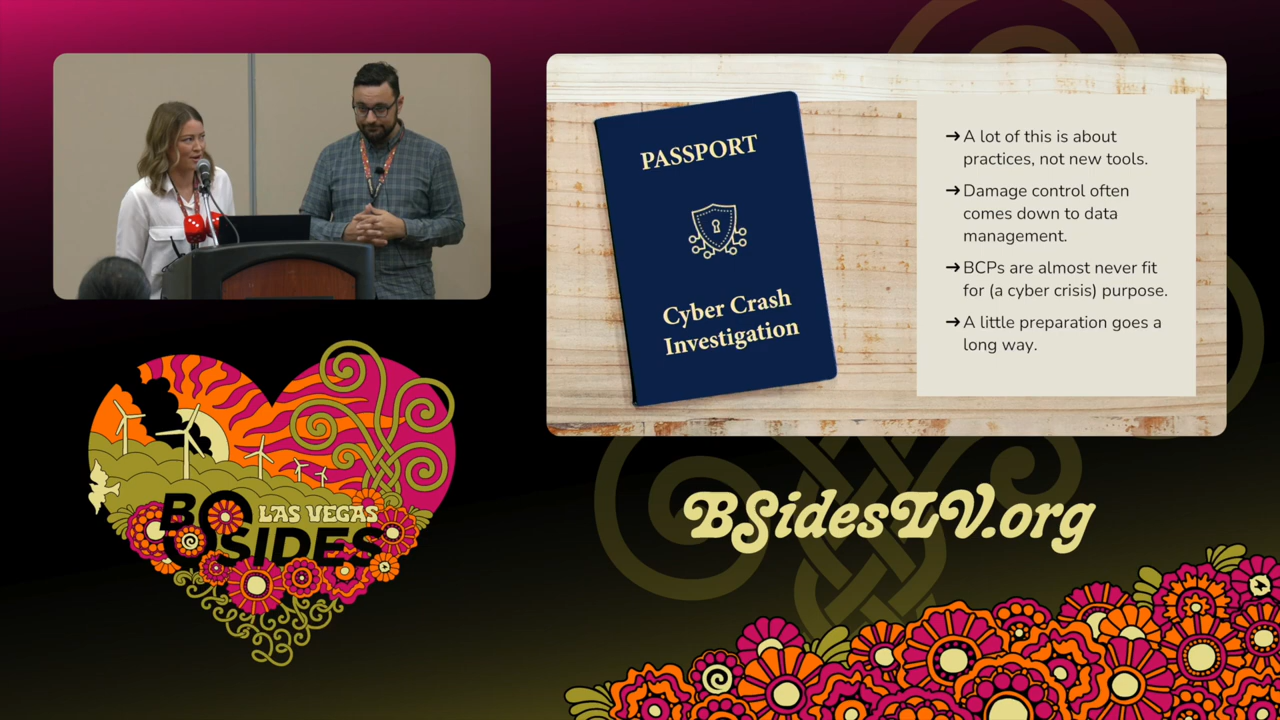 PASSPORT
Cyber Crash
Investigation
➔A lot of this is about
practices, not new tools.
➔Damage control often
comes down to data
management.
➔BCPs are almost never fit
for (a cyber crisis) purpose.
➔A little preparation goes a
long way.
LAS VEGAS
BSIDES
BSidesLV.org